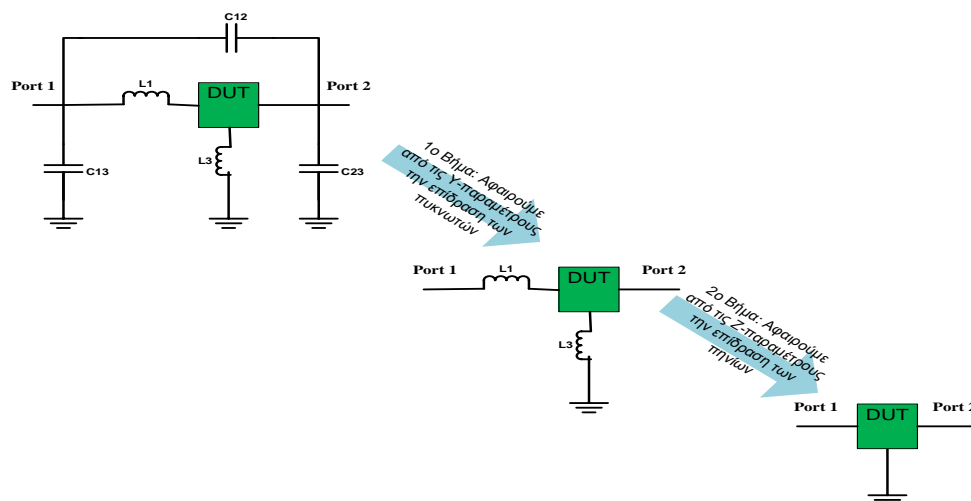 C12
Port 1
L1
DUT
Port 2
L3
C13
C23
1ο Βήμα: Αφαιρούμε
από τις Υ-παραμέτρους
την επίδραση των
πυκνωτών
Port 1
L1
DUT
Port 2
L3
2ο Βήμα: Αφαιρούμε
από τις Ζ-παραμέτρους
την επίδραση των
πηνίων
Port 1
DUT
Port 2